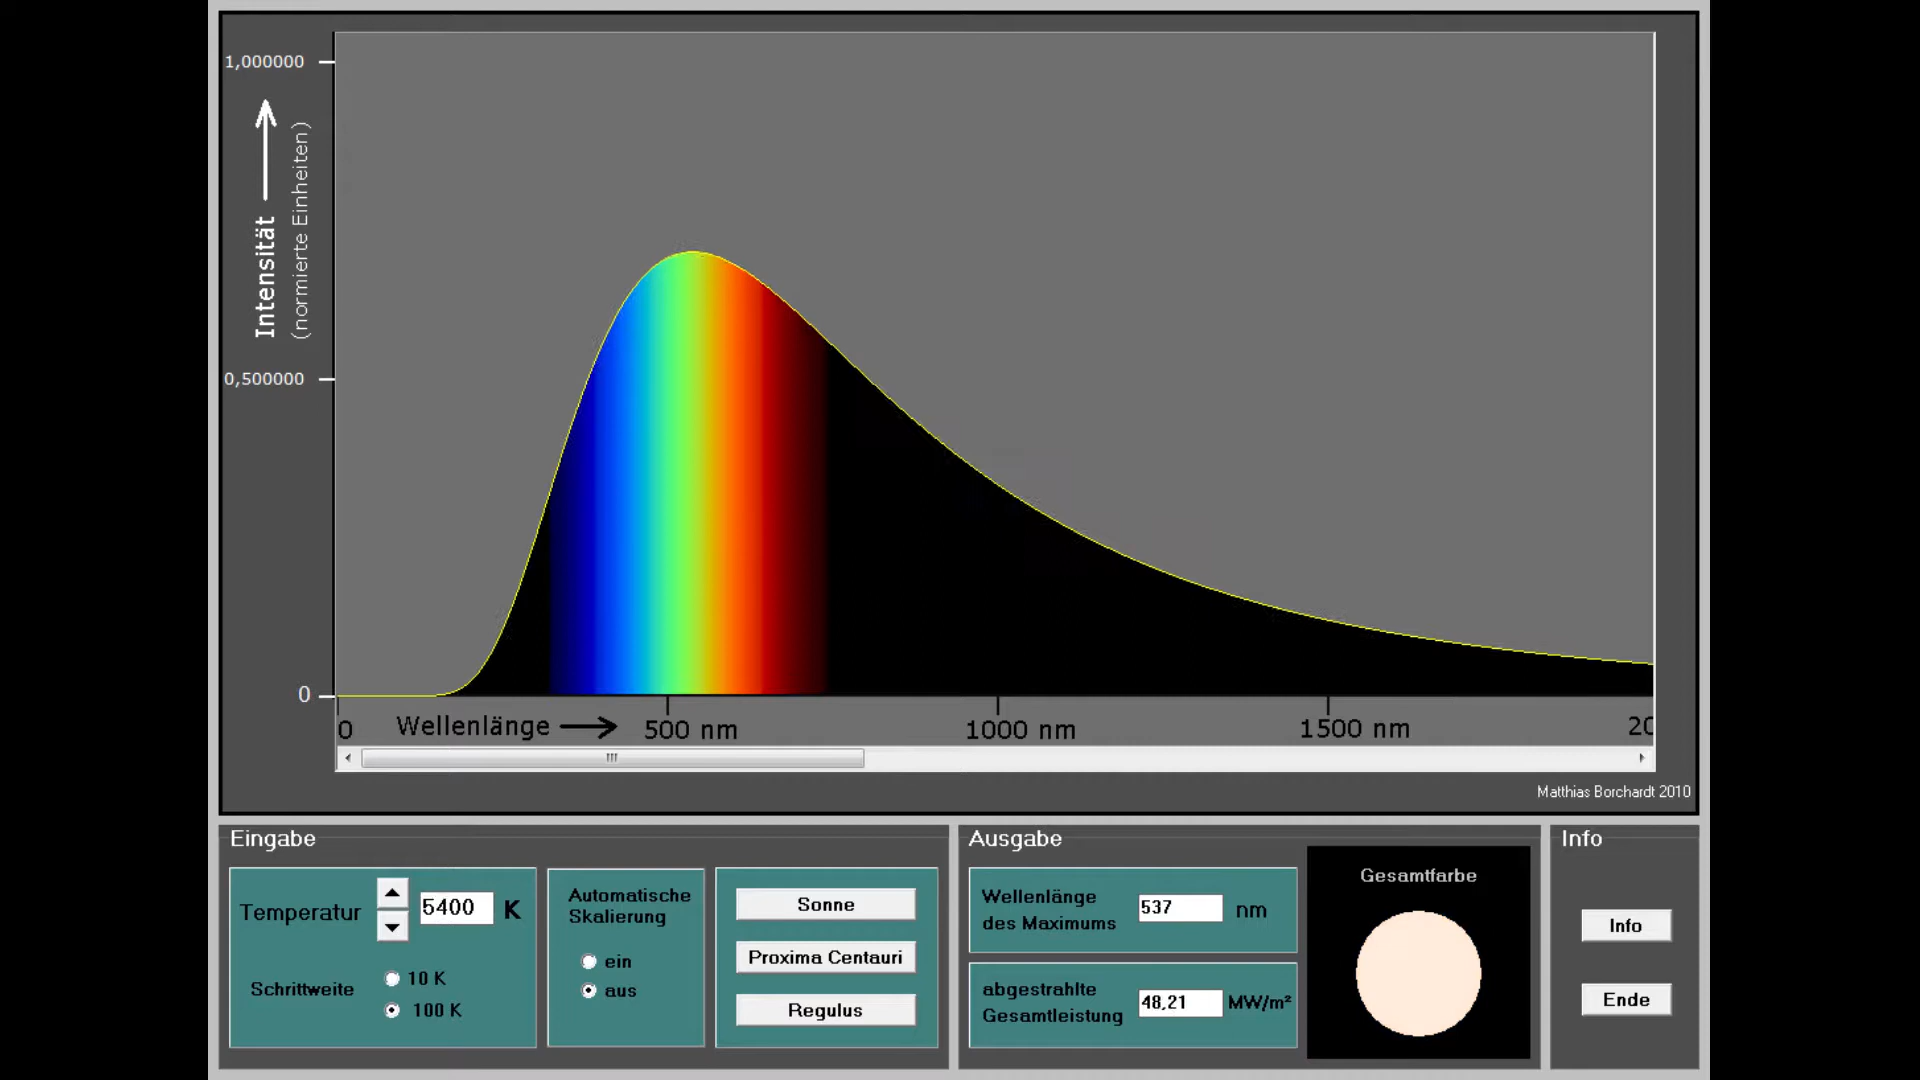 1,000000
Intensität
(normierte Einheiten)
0,500000
0
0
Wellenlänge
500 nm
1000 nm
1500 nm
20
Matthias Borchardt 2010
Eingabe
Temperatur
5400
K
Schrittweite
10 K
100 K
Automatische
Skalierung
ein
aus
Sonne
Proxima Centauri
Regulus
Ausgabe
Wellenlänge
des Maximums
537
nm
abgestrahlte
Gesamtleistung
48,21
MW/m²
Gesamtfarbe
Info
Info
Ende